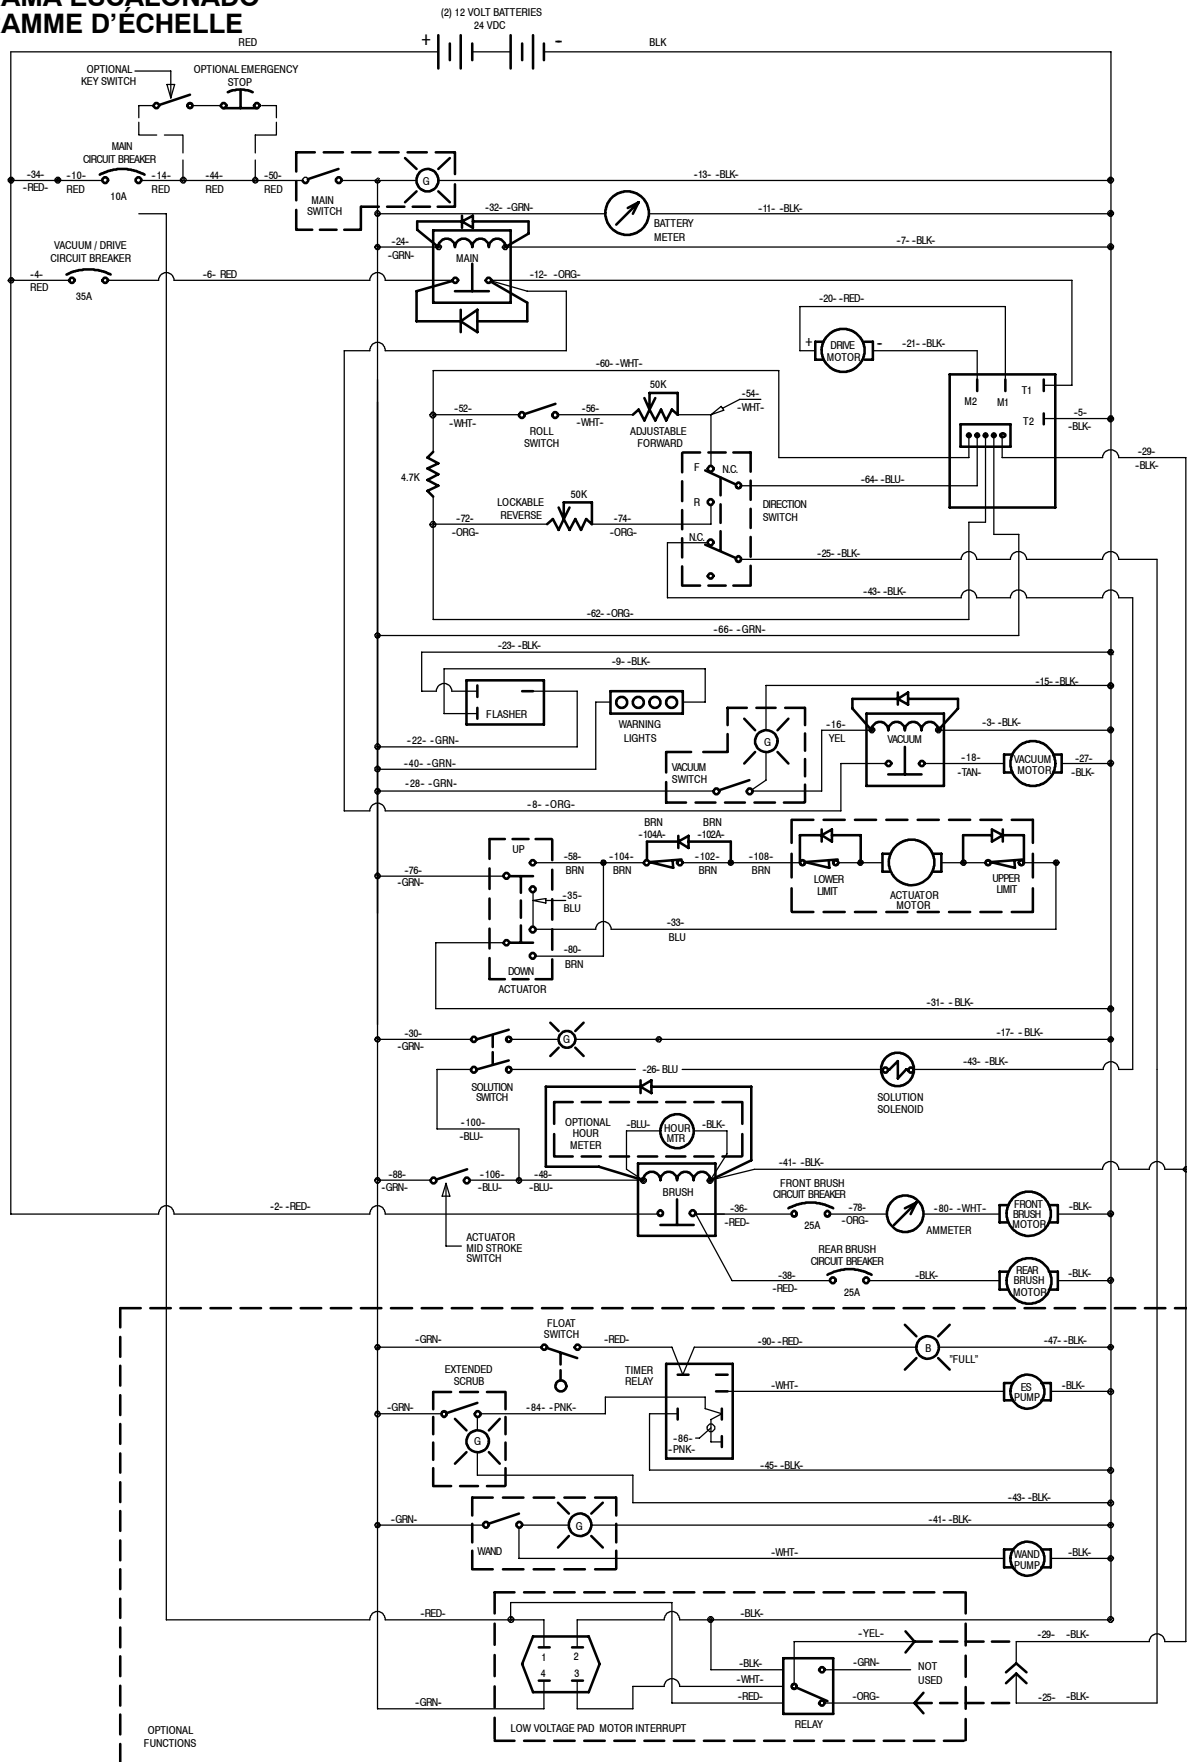 AMA ESCALONADO
AMME D'ÉCHELLE
(2) 12 VOLT BATTERIES
24 VDC
RED
+
-
BLK
OPTIONAL
KEY SWITCH
OPTIONAL EMERGENCY
STOP
MAIN
CIRCUIT BREAKER
10A
-34-
-RED-
-10-
RED
-14-
RED
-44-
RED
-50-
RED
MAIN
SWITCH
G
-13- -BLK-
-32- -GRN-
BATTERY
METER
-11- -BLK-
-24-
-GRN-
MAIN
-7- -BLK-
VACUUM / DRIVE
CIRCUIT BREAKER
-4-
RED
35A
-6- RED
-12- -ORG-
-20- -RED-
+
DRIVE
MOTOR
-
-21- -BLK-
-60- -WHT-
M2
M1
T1
T2
-5-
-BLK-
-29-
-BLK-
-52-
-WHT-
ROLL
SWITCH
-56-
-WHT-
50K
ADJUSTABLE
FORWARD
-54-
-WHT-
4.7K
F
N.C.
R
N.C.
-64- -BLU-
DIRECTION
SWITCH
LOCKABLE
REVERSE
50K
-72-
-ORG-
-74-
-ORG-
-25- -BLK-
-43- -BLK-
-62- -ORG-
-66- -GRN-
-23- -BLK-
-9- -BLK-
FLASHER
WARNING
LIGHTS
-15- -BLK-
-22- -GRN-
-40- -GRN-
-28- -GRN-
VACUUM
SWITCH
G
-16-
YEL
VACUUM
-3- -BLK-
-18-
-TAN-
VACUUM
MOTOR
-27-
-BLK-
-8- -ORG-
UP
-76-
-GRN-
-58-
BRN
-35-
BLU
-80-
BRN
DOWN
ACTUATOR
-104-
BRN
BRN
-104A-
BRN
-102A-
-102-
BRN
-108-
BRN
LOWER
LIMIT
ACTUATOR
MOTOR
UPPER
LIMIT
-33-
BLU
-31- - BLK-
-30-
-GRN-
G
-17- - BLK-
SOLUTION
SWITCH
-26- BLU
SOLUTION
SOLENOID
-43- -BLK-
-100-
-BLU-
OPTIONAL
HOUR
METER
-BLU-
HOUR
MTR
-BLK-
-88-
-GRN-
-106-
-BLU-
-48-
-BLU-
BRUSH
-41- -BLK-
ACTUATOR
MID STROKE
SWITCH
-2- -RED-
-36-
-RED-
FRONT BRUSH
CIRCUIT BREAKER
25A
-78-
-ORG-
AMMETER
-80- -WHT-
FRONT
BRUSH
MOTOR
-BLK-
-38-
-RED-
REAR BRUSH
CIRCUIT BREAKER
25A
-BLK-
REAR
BRUSH
MOTOR
-BLK-
-GRN-
FLOAT
SWITCH
-RED-
TIMER
RELAY
-90- -RED-
B
"FULL"
-47- -BLK-
-WHT-
ES
PUMP
-BLK-
EXTENDED
SCRUB
-GRN-
G
-84- -PNK-
-86-
-PNK-
-45- -BLK-
-43- -BLK-
-GRN-
WAND
G
-41- -BLK-
-WHT-
WAND
PUMP
-BLK-
-RED-
-BLK-
1
2
4
3
-GRN-
-BLK-
-WHT-
-RED-
-YEL-
-GRN-
-ORG-
NOT
USED
RELAY
-29- -BLK-
-25- -BLK-
LOW VOLTAGE PAD MOTOR INTERRUPT
OPTIONAL
FUNCTIONS